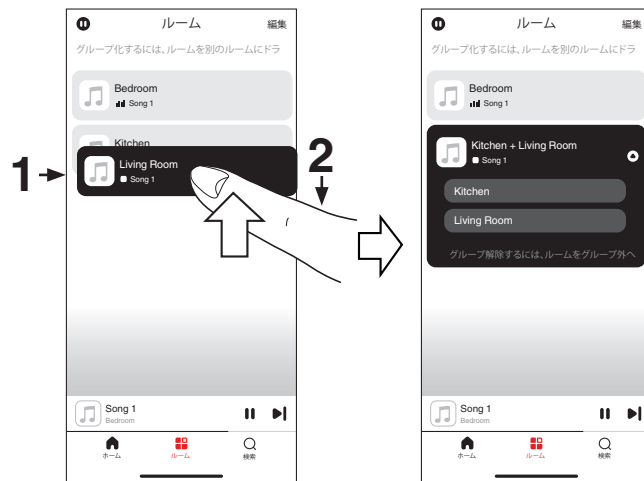 ルーム
編集
グループ化するには、ルームを別のルームにドラ
Bedroom
Song 1
Kitchen
1
Living Room
Song 1
2
Song 1
Bedroom
ホーム
ルーム
検索
ルーム
編集
グループ化するには、ルームを別のルームにドラ
Bedroom
Song 1
Kitchen + Living Room
Song 1
Kitchen
Living Room
グループ解除するには、ルームをグループ外へ
Song 1
Bedroom
ホーム
ルーム
検索